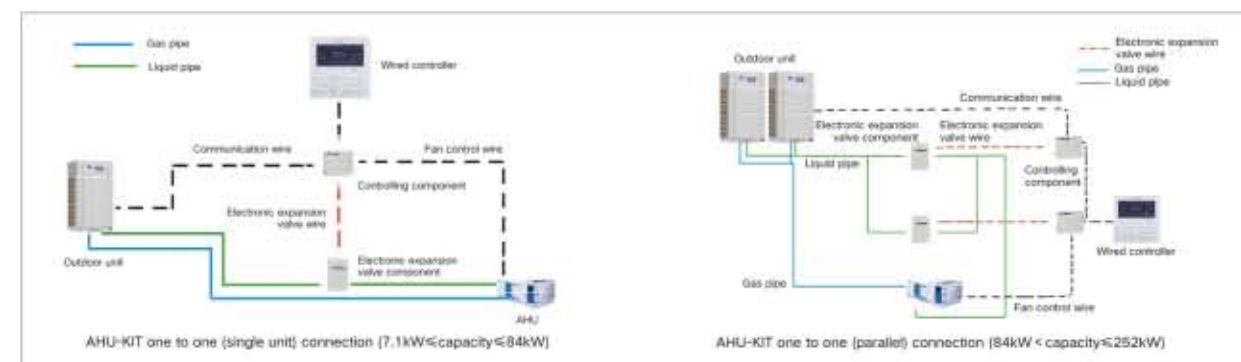 Gas pipe
Liquid pipe
Wired controller
Communication wire
Fan control wire
Controlling component
Electronic expansion
valve wire
Outdoor unit
Electronic expansion
valve component
AHU
AHU-KIT one to one (single unit) connection (7.1kW≤capacity≤84kW)
Electronic expansion
valve wire
Gas pipe
Liquid pipe
Outdoor unit
Communication wire
Electronic expansion
valve component
Electronic expansion
valve wire
Liquid pipe
Controlling
component
Wired controller
Gas pipe
Fan control wire
AHU-KIT one to one (parallel) connection (84kW < capacity≤252kW)